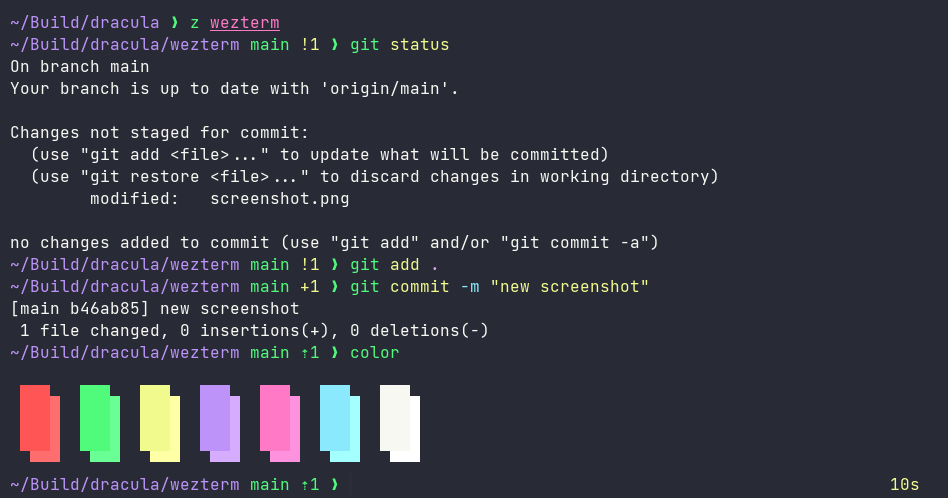 ~/Build/dracula ❱ z wezterm
~/Build/dracula/wezterm main !1 ❱ git status
On branch main
Your branch is up to date with 'origin/main'.
Changes not staged for commit:
  (use "git add <file>..." to update what will be committed)
  (use "git restore <file>..." to discard changes in working directory)
        modified:   screenshot.png
no changes added to commit (use "git add" and/or "git commit -a")
~/Build/dracula/wezterm main !1 ❱ git add .
~/Build/dracula/wezterm main +1 ❱ git commit -m "new screenshot"
[main b46ab85] new screenshot
 1 file changed, 0 insertions(+), 0 deletions(-)
~/Build/dracula/wezterm main ⇡1 ❱ color
~/Build/dracula/wezterm main ⇡1 ❱ 10s